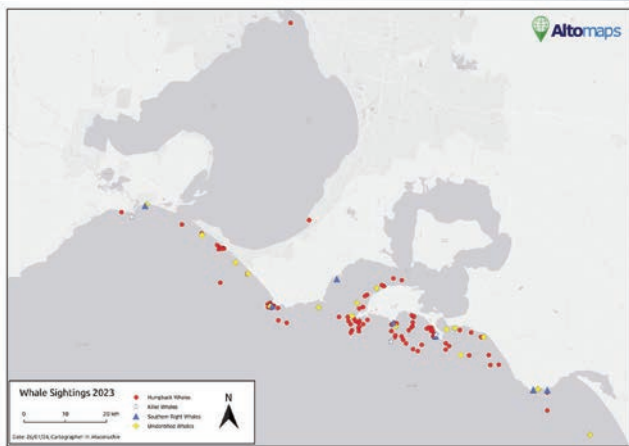 Altomaps
Whale Sightings 2023
0 10 20 km
N
Humpback Whales
Killer Whales
Southern Right Whales
Unidentified Whales